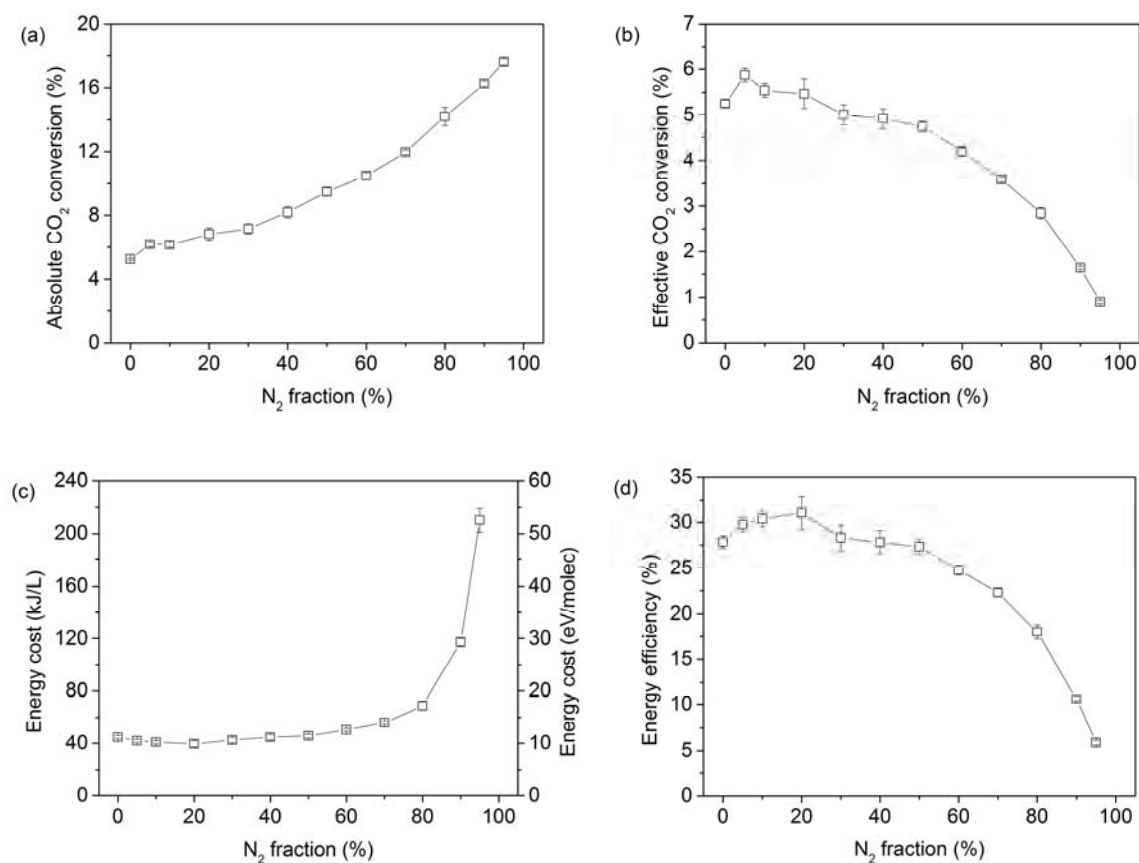 (a)
Absolute CO₂ conversion (%)
20
16
12
8
4
0
0 20 40 60 80 100
N₂ fraction (%)
(b)
Effective CO₂ conversion (%)
7
6
5
4
3
2
1
0
0 20 40 60 80 100
N₂ fraction (%)
(c)
Energy cost (kJ/L)
240
200
160
120
80
40
0
60
50
40
30
20
10
0
Energy cost (eV/molec)
0 20 40 60 80 100
N₂ fraction (%)
(d)
Energy efficiency (%)
35
30
25
20
15
10
5
0
0 20 40 60 80 100
N₂ fraction (%)